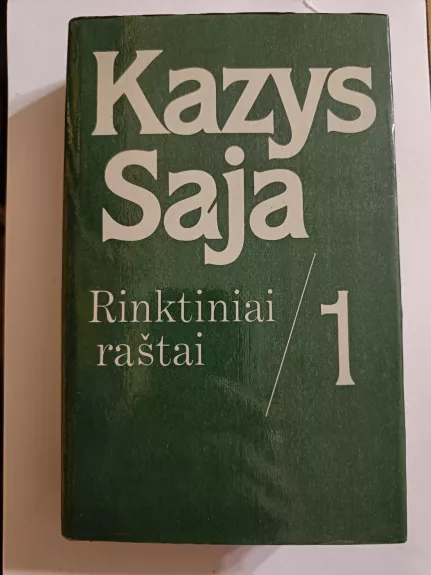 Kazys
Saja
Rinktiniai
raštai
/1